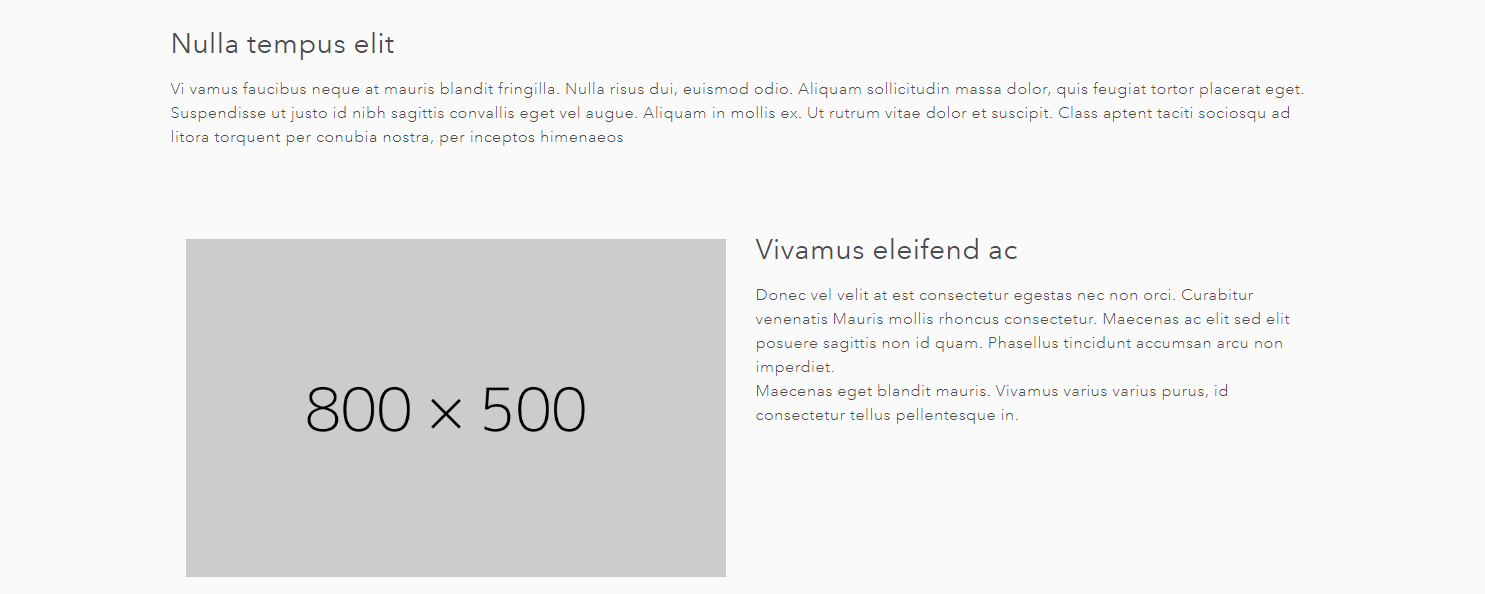 Nulla tempus elit
Vi vamus faucibus neque at mauris blandit fringilla. Nulla risus dui, euismod odio. Aliquam sollicitudin massa dolor, quis feugiat tortor placerat eget.
Suspendisse ut justo id nibh sagittis convallis eget vel augue. Aliquam in mollis ex. Ut rutrum vitae dolor et suscipit. Class aptent taciti sociosqu ad
litora torquent per conubia nostra, per inceptos himenaeos
800 × 500
Vivamus eleifend ac
Donec vel velit at est consectetur egestas nec non orci. Curabitur
venenatis Mauris mollis rhoncus consectetur. Maecenas ac elit sed elit
posuere sagittis non id quam. Phasellus tincidunt accumsan arcu non
imperdiet.
Maecenas eget blandit mauris. Vivamus varius varius purus, id
consectetur tellus pellentesque in.